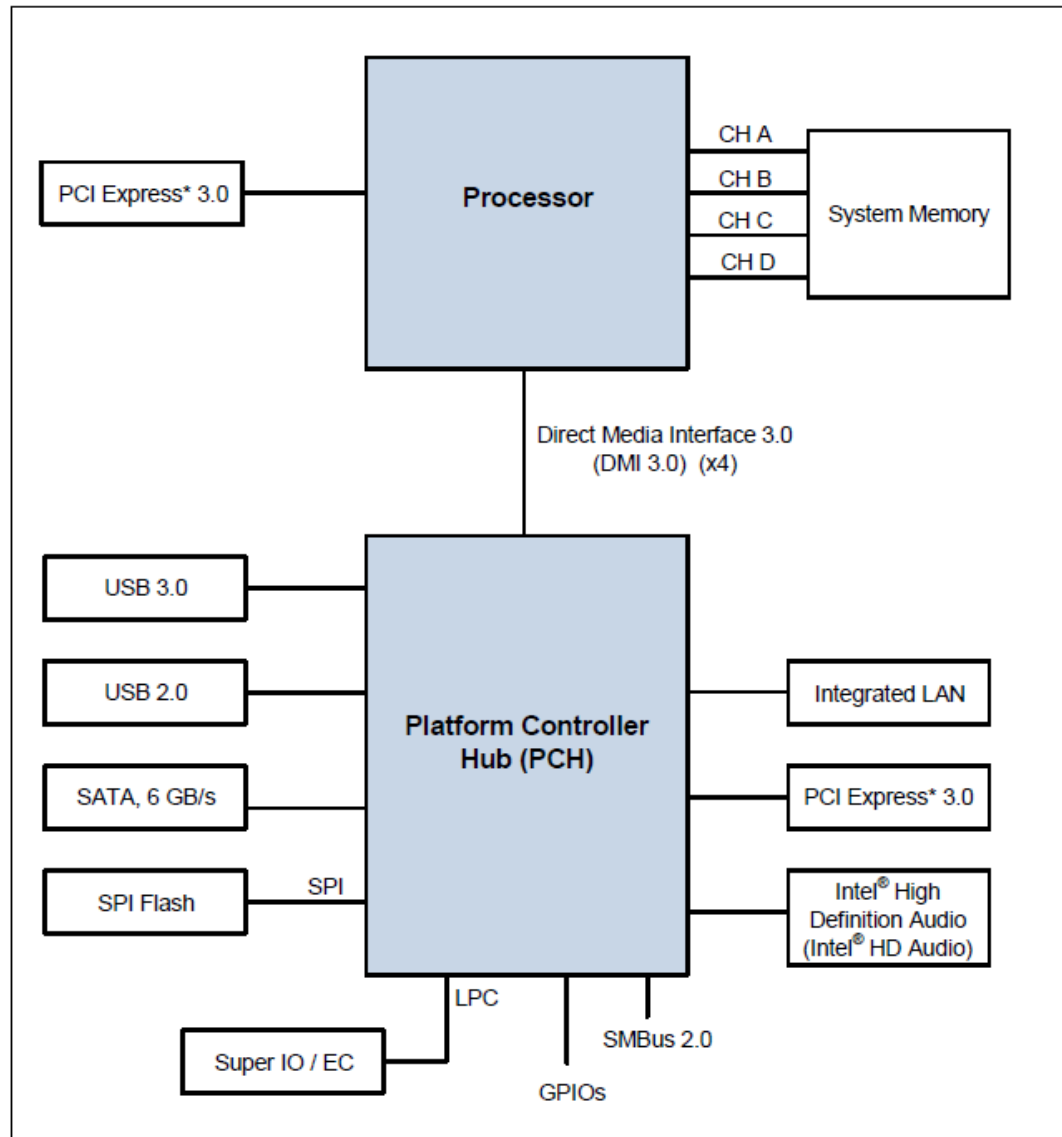 CH A
PCI Express* 3.0
Processor
CH B
System Memory
CH C
CH D
Direct Media Interface 3.0
(DMI 3.0) (x4)
USB 3.0
USB 2.0
Integrated LAN
Platform Controller
Hub (PCH)
SATA, 6 GB/s
PCI Express* 3.0
SPI
SPI Flash
Intel® High
Definition Audio
(Intel® HD Audio)
LPC
SMBus 2.0
Super IO / EC
GPIOs